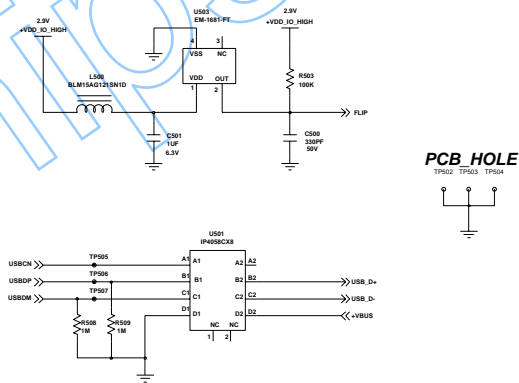 U503
EM-1681-FT
2.9V
+VDD_IO_HIGH
2.9V
+VDD_IO_HIGH
4
3
VSS
NC
VDD
OUT
1
2
L500
BLM15AG121SN1D
R503
100K
FLIP
C501
1UF
6.3V
C500
330PF
50V
PCB_HOLE
TP502 TP503 TP504
U501
IP4058CX8
USBCN
TP505
A1
A1
A2
A2
USBDP
TP506
B1
B1
B2
B2
USB_D+
USBDM
TP507
C1
C1
C2
C2
USB_D-
D1
D1
D2
D2
+VBUS
R508
1M
R509
1M
NC
NC
1
2